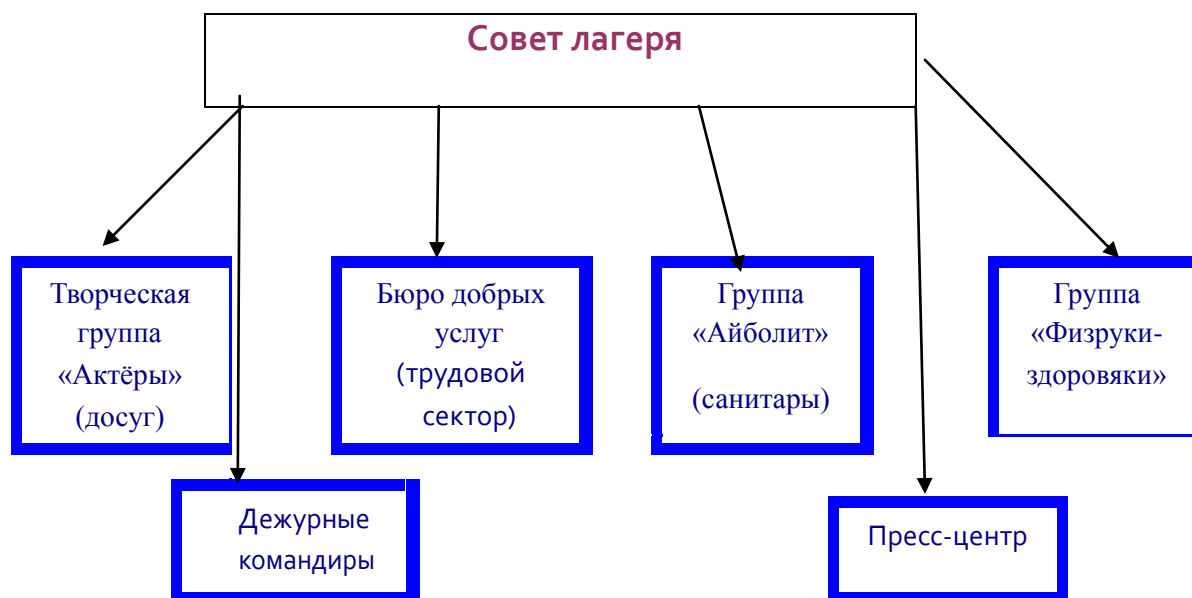 Совет лагеря
Творческая
группа
«Актёры»
(досуг)
Бюро добрых
услуг
(трудовой
сектор)
Группа
«Айболит»
(санитары)
Группа
«Физруки-
здоровяки»
Дежурные
командиры
Пресс-центр